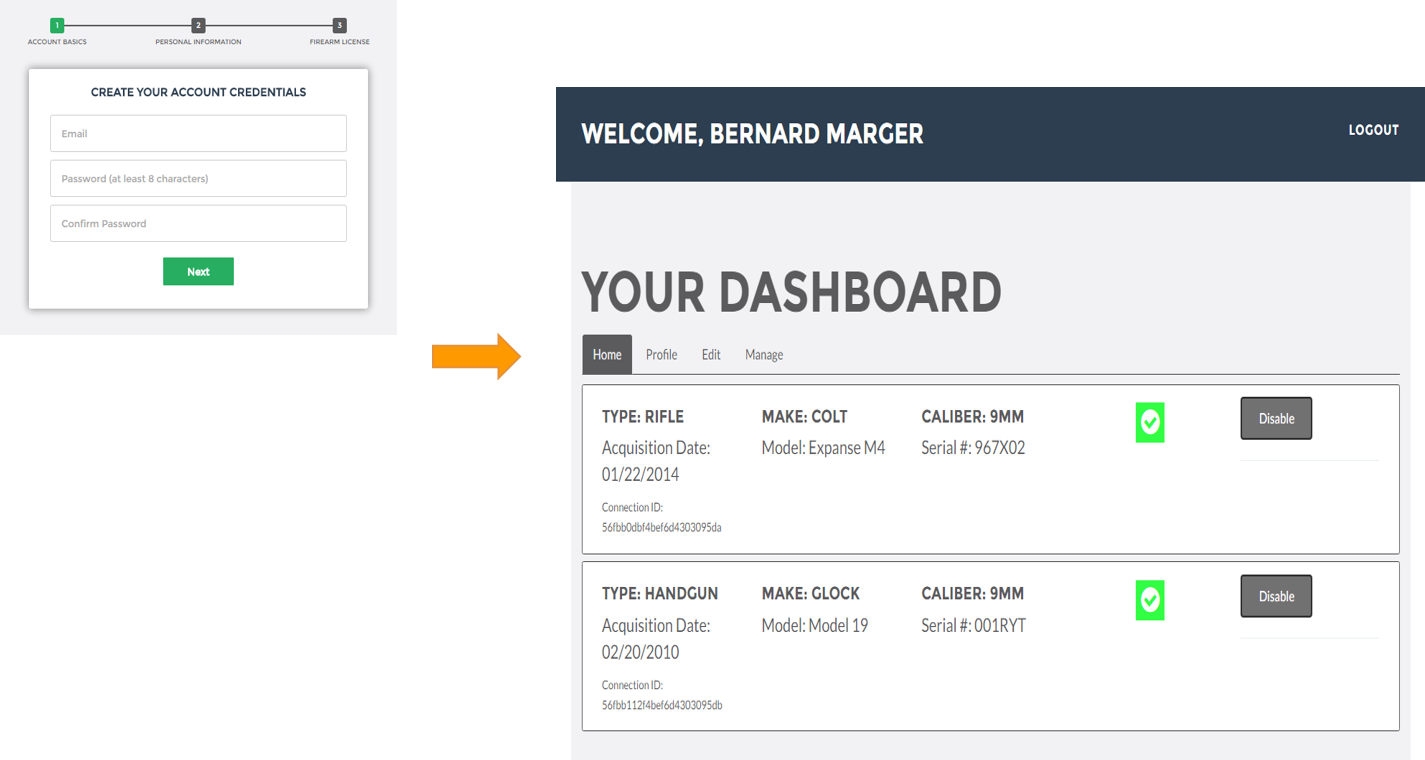 1
2
3
ACCOUNT BASICS
PERSONAL INFORMATION
FIREARM LICENSE
CREATE YOUR ACCOUNT CREDENTIALS
Email
Password (at least 8 characters)
Confirm Password
Next
WELCOME, BERNARD MARGER
LOGOUT
YOUR DASHBOARD
Home
Profile
Edit
Manage
TYPE: RIFLE
MAKE: COLT
CALIBER: 9MM
Disable
Acquisition Date:
01/22/2014
Model: Expanse M4
Serial #: 967X02
Connection ID:
56fbb0dbf4bef6d4303095da
TYPE: HANDGUN
MAKE: GLOCK
CALIBER: 9MM
Disable
Acquisition Date:
02/20/2010
Model: Model 19
Serial #: 001RYT
Connection ID:
56fbb112f4bef6d4303095db